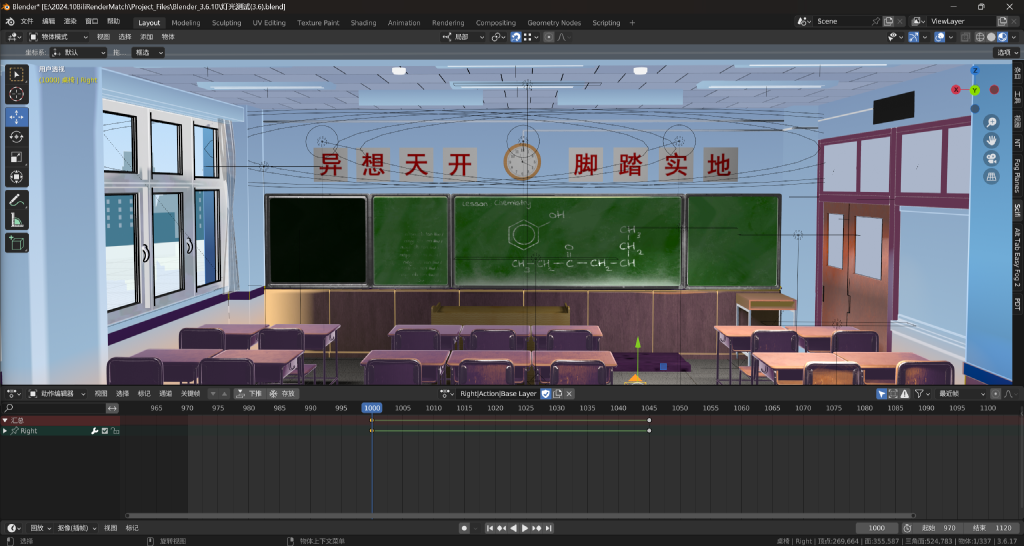 Blender* [E:\2024.10BiliRenderMatch\Project_Files\Blender_3.6.10\灯光测试(3.6).blend]
文件 编辑 渲染 窗口 帮助 Layout Modeling Sculpting UV Editing Texture Paint Shading Animation Rendering Compositing Geometry Nodes Scripting + Scene ViewLayer
物体模式 视图 选择 添加 物体 局部
坐标系: 默认 拖... 框选 选项
用户透视
(1000) 桌椅 | Right
Z
X Y
条目
工具
视图
NT
Fog Planes
Scifi
Alt Tab Easy Fog 2
PDT
异 想 天 开 脚 踏 实 地
Lesson Chemistry
OH
CH3
CH2
O
CH3-CH2-C-CH2-CH
动作编辑器 视图 选择 标记 通道 关键帧 下推 存放 Right|Action|Base Layer 最近帧
965 970 975 980 985 990 995 1000 1005 1010 1015 1020 1025 1030 1035 1040 1045 1050 1055 1060 1065 1070 1075 1080 1085 1090 1095 1100
汇总
Right
回放 抠像(插帧) 视图 标记 1000 起始 970 结束 1120
选择 旋转视图 物体上下文菜单 桌椅 | Right | 顶点:269,664 | 面:355,587 | 三角面:524,783 | 物体:1/337 | 3.6.17